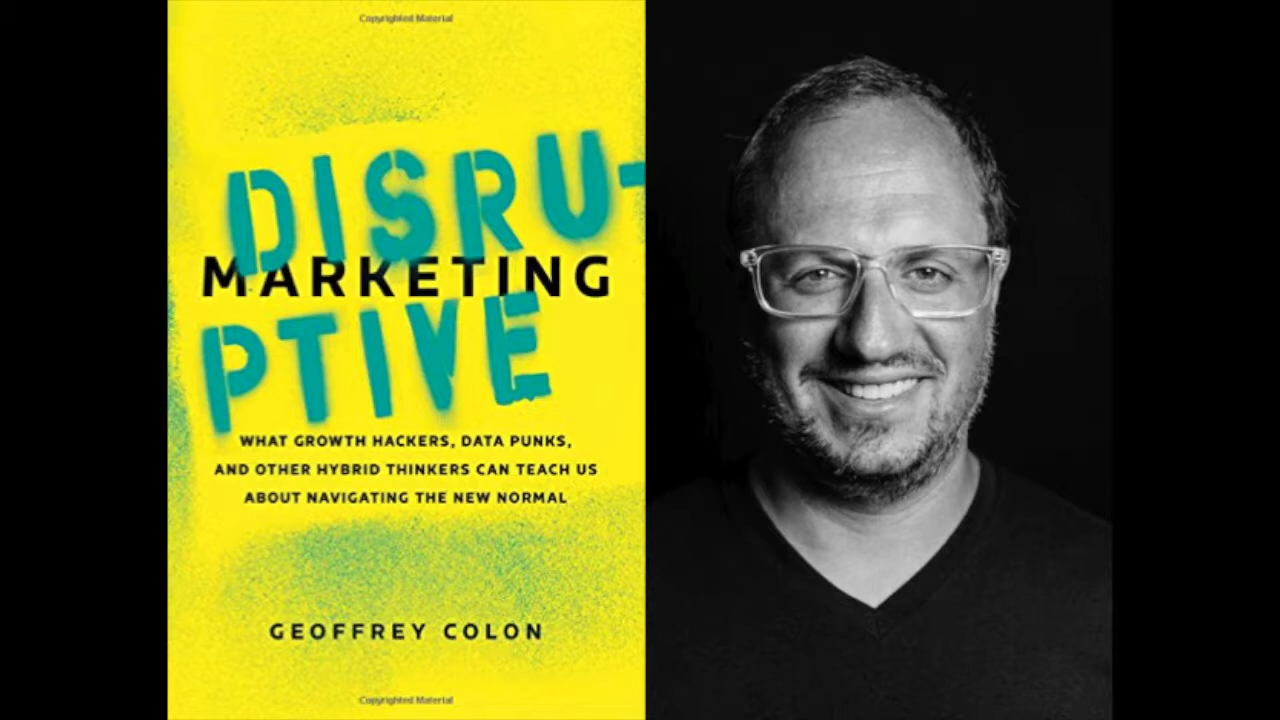 Copyrighted Material
DISRU-
MARKETING
PTIVE
WHAT GROWTH HACKERS, DATA PUNKS,
AND OTHER HYBRID THINKERS CAN TEACH US
ABOUT NAVIGATING THE NEW NORMAL
GEOFFREY COLON
Copyrighted Material